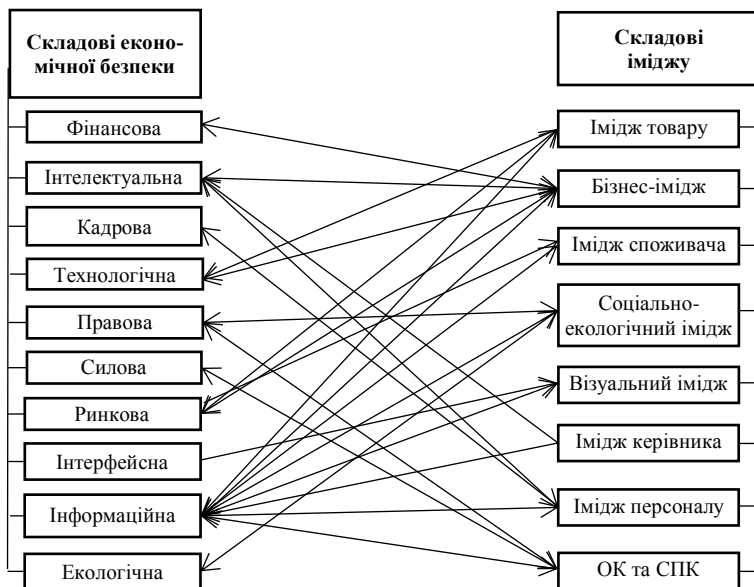 Складові еконо-
мічної безпеки
Фінансова
Інтелектуальна
Кадрова
Технологічна
Правова
Силова
Ринкова
Інтерфейсна
Інформаційна
Екологічна
Складові
іміджу
Імідж товару
Бізнес-імідж
Імідж споживача
Соціально-
екологічний імідж
Візуальний імідж
Імідж керівника
Імідж персоналу
ОК та СПК